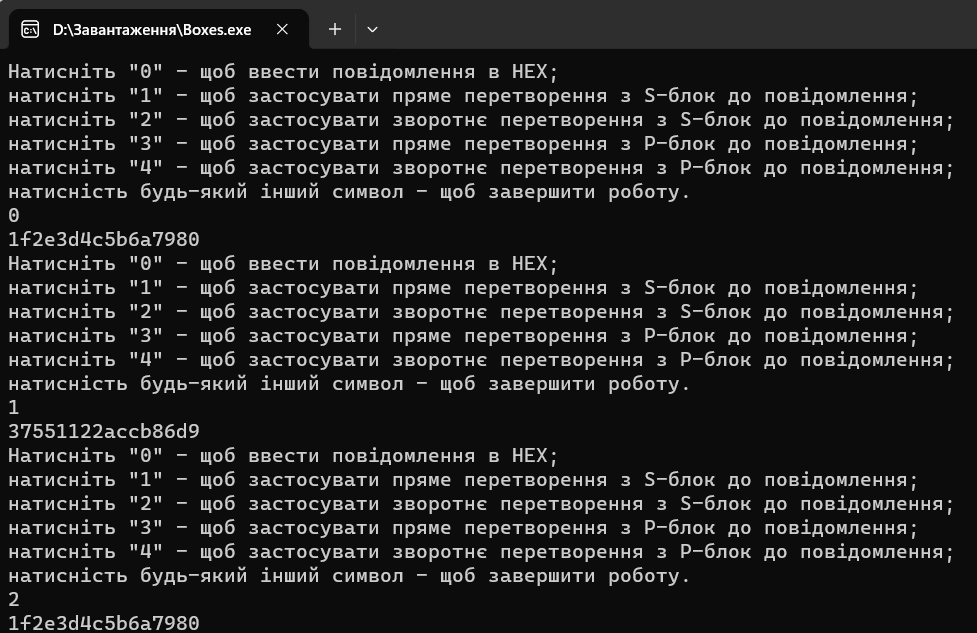 D:\Завантаження\Boxes.exe
Натисніть "0" - щоб ввести повідомлення в HEX;
натисніть "1" - щоб застосувати пряме перетворення з S-блок до повідомлення;
натисніть "2" - щоб застосувати зворотнє перетворення з S-блок до повідомлення;
натисніть "3" - щоб застосувати пряме перетворення з P-блок до повідомлення;
натисніть "4" - щоб застосувати зворотнє перетворення з P-блок до повідомлення;
натисність будь-який інший символ - щоб завершити роботу.
0
1f2e3d4c5b6a7980
Натисніть "0" - щоб ввести повідомлення в HEX;
натисніть "1" - щоб застосувати пряме перетворення з S-блок до повідомлення;
натисніть "2" - щоб застосувати зворотнє перетворення з S-блок до повідомлення;
натисніть "3" - щоб застосувати пряме перетворення з P-блок до повідомлення;
натисніть "4" - щоб застосувати зворотнє перетворення з P-блок до повідомлення;
натисність будь-який інший символ - щоб завершити роботу.
1
37551122accb86d9
Натисніть "0" - щоб ввести повідомлення в HEX;
натисніть "1" - щоб застосувати пряме перетворення з S-блок до повідомлення;
натисніть "2" - щоб застосувати зворотнє перетворення з S-блок до повідомлення;
натисніть "3" - щоб застосувати пряме перетворення з P-блок до повідомлення;
натисніть "4" - щоб застосувати зворотнє перетворення з P-блок до повідомлення;
натисність будь-який інший символ - щоб завершити роботу.
2
1f2e3d4c5b6a7980